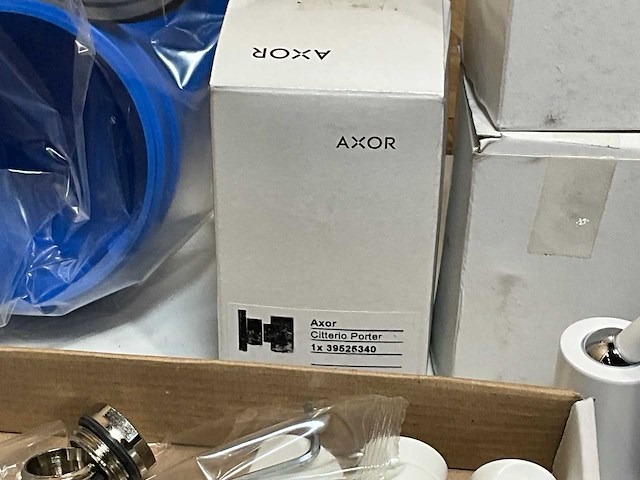 AXOR
AXOR
Axor
Citterio Porter
1x 39525340